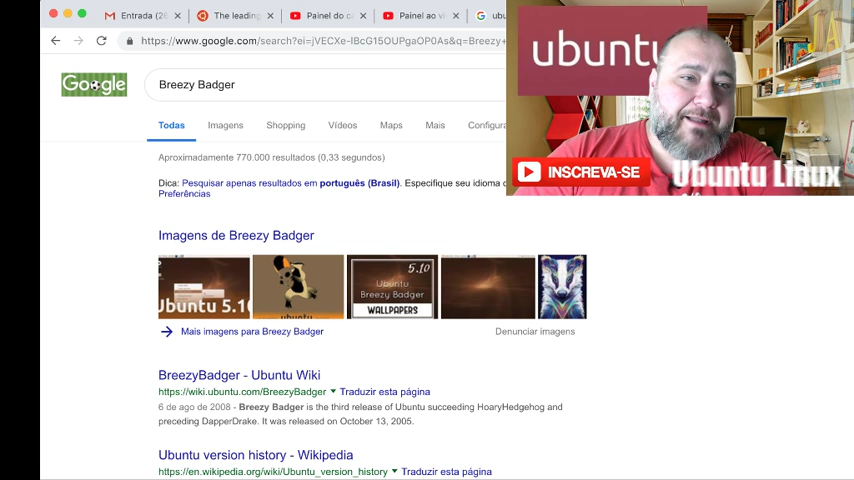 Entrada (26
The leading
Painel do ca
Painel ao vi
ubu
https://www.google.com/search?ei=jVECXe-IBcG15OUPgaOP0As&q=Breezy+
Google
Breezy Badger
Todas Imagens Shopping Vídeos Maps Mais Configura
Aproximadamente 770.000 resultados (0,33 segundos)
Dica: Pesquisar apenas resultados em português (Brasil). Especifique seu idioma
Preferências
ubuntu
INSCREVA-SE
Ubuntu Linux
Imagens de Breezy Badger
Ubuntu 5.10
ubuntu
5.10
Ubuntu
Breezy Badger
WALLPAPERS
Mais imagens para Breezy Badger
Denunciar imagens
BreezyBadger - Ubuntu Wiki
https://wiki.ubuntu.com/BreezyBadger Traduzir esta página
6 de ago de 2008 - Breezy Badger is the third release of Ubuntu succeeding HoaryHedgehog and
preceding DapperDrake. It was released on October 13, 2005.
Ubuntu version history - Wikipedia
https://en.wikipedia.org/wiki/Ubuntu_version_history Traduzir esta página